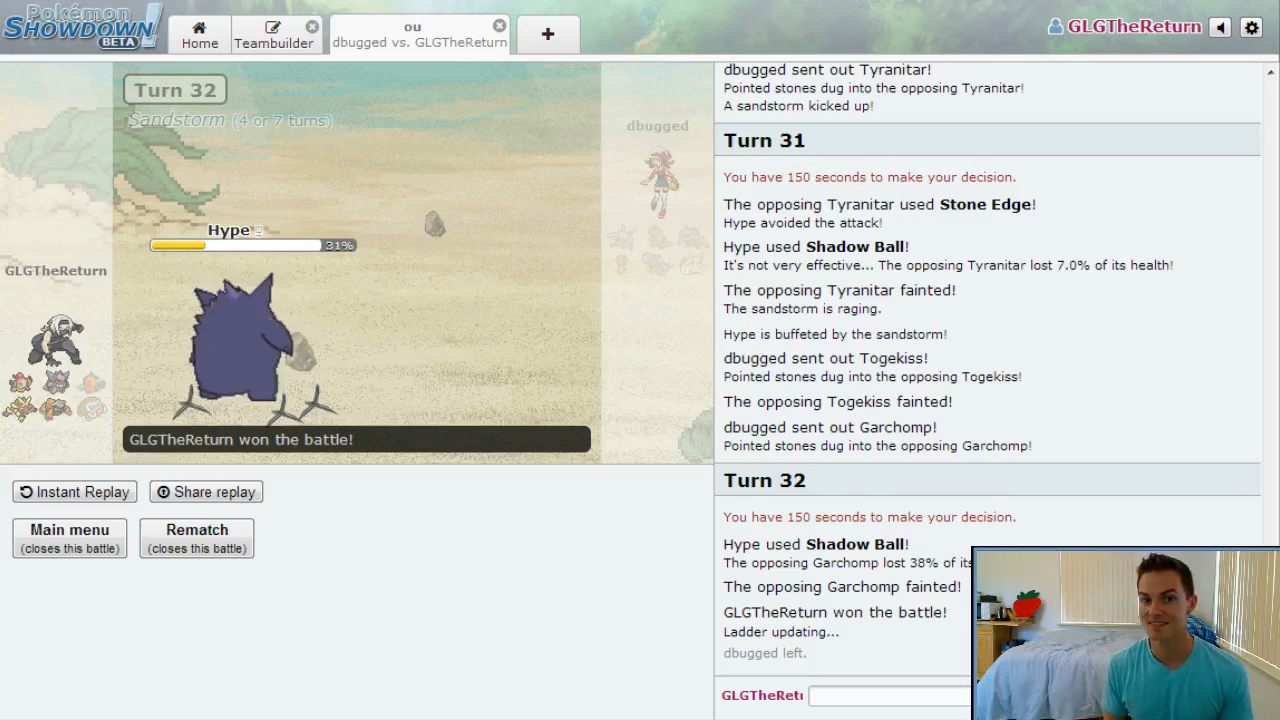 Pokémon
SHOWDOWN!
BETA
Home
Teambuilder
ou
dbugged vs. GLGTheReturn
+
GLGTheReturn
Turn 32
Sandstorm (4 or 7 turns)
dbugged
Hype
31%
GLGTheReturn
GLGTheReturn won the battle!
Instant Replay
Share replay
Main menu
(closes this battle)
Rematch
(closes this battle)
dbugged sent out Tyranitar!
Pointed stones dug into the opposing Tyranitar!
A sandstorm kicked up!
Turn 31
You have 150 seconds to make your decision.
The opposing Tyranitar used Stone Edge!
Hype avoided the attack!
Hype used Shadow Ball!
It's not very effective... The opposing Tyranitar lost 7.0% of its health!
The opposing Tyranitar fainted!
The sandstorm is raging.
Hype is buffeted by the sandstorm!
dbugged sent out Togekiss!
Pointed stones dug into the opposing Togekiss!
The opposing Togekiss fainted!
dbugged sent out Garchomp!
Pointed stones dug into the opposing Garchomp!
Turn 32
You have 150 seconds to make your decision.
Hype used Shadow Ball!
The opposing Garchomp lost 38% of its
The opposing Garchomp fainted!
GLGTheReturn won the battle!
Ladder updating...
dbugged left.
GLGTheRetu